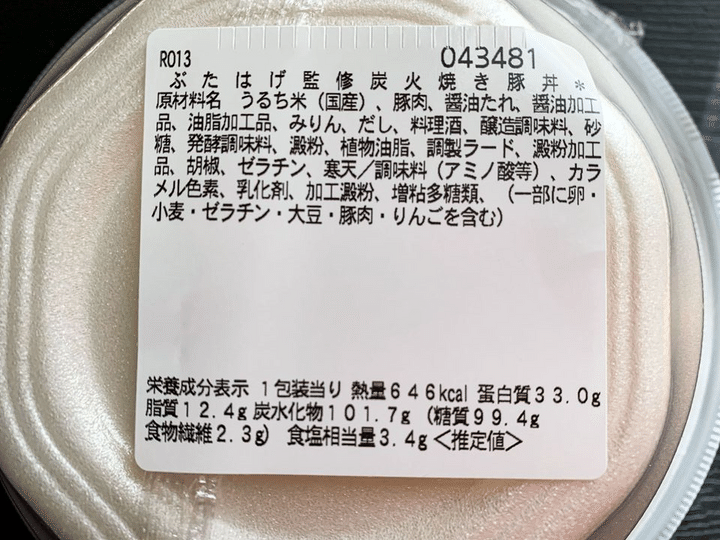 R013 043481
ぶたはげ監修炭火焼き豚丼*
原材料名 うるち米(国産)、豚肉、醤油たれ、醤油加工
品、油脂加工品、みりん、だし、料理酒、醸造調味料、砂
糖、発酵調味料、澱粉、植物油脂、調製ラード、澱粉加工
品、胡椒、ゼラチン、寒天/調味料(アミノ酸等)、カラ
メル色素、乳化剤、加工澱粉、増粘多糖類、(一部に卵・
小麦・ゼラチン・大豆・豚肉・りんごを含む)
栄養成分表示 1包装当り 熱量646kcal 蛋白質33.0g
脂質12.4g 炭水化物101.7g (糖質99.4g
食物繊維2.3g) 食塩相当量3.4g<推定値>